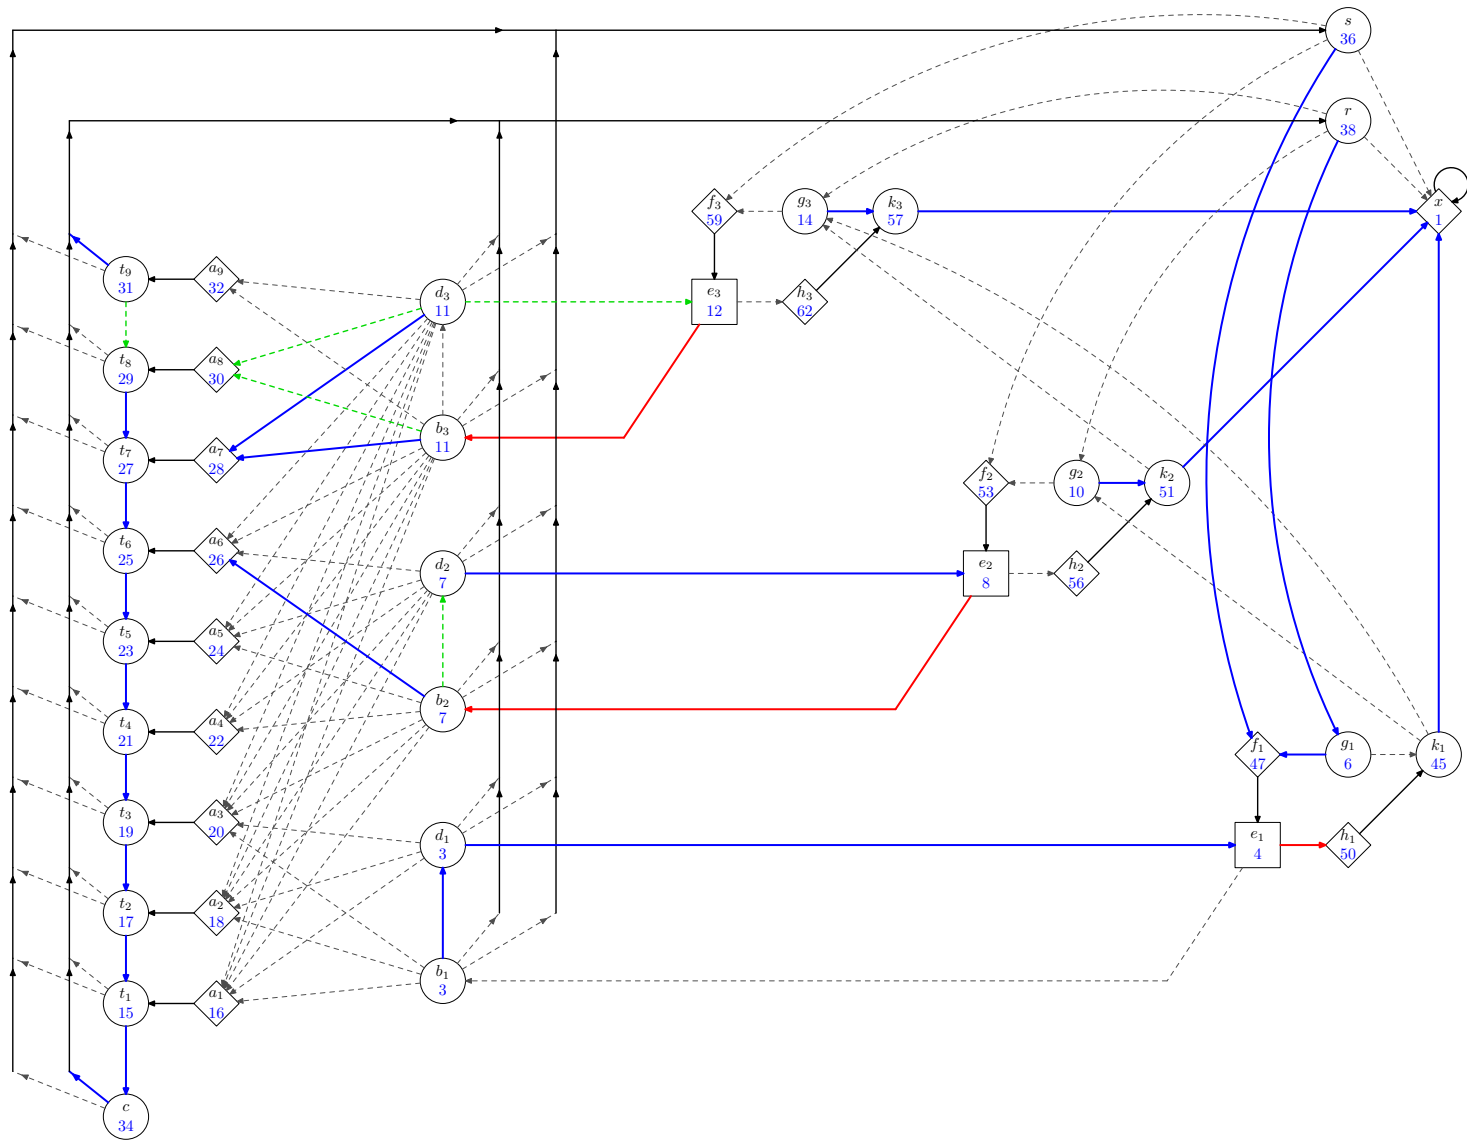 s
36
r
38
f₃
59
g₃
14
k₃
57
x
1
t₉
31
a₉
32
d₃
11
e₃
12
h₃
62
t₈
29
a₈
30
t₇
27
a₇
28
b₃
11
f₂
53
g₂
10
k₂
51
t₆
25
a₆
26
d₂
7
e₂
8
h₂
56
t₅
23
a₅
24
t₄
21
a₄
22
b₂
7
f₁
47
g₁
6
k₁
45
t₃
19
a₃
20
d₁
3
e₁
4
h₁
50
t₂
17
a₂
18
t₁
15
a₁
16
b₁
3
c
34